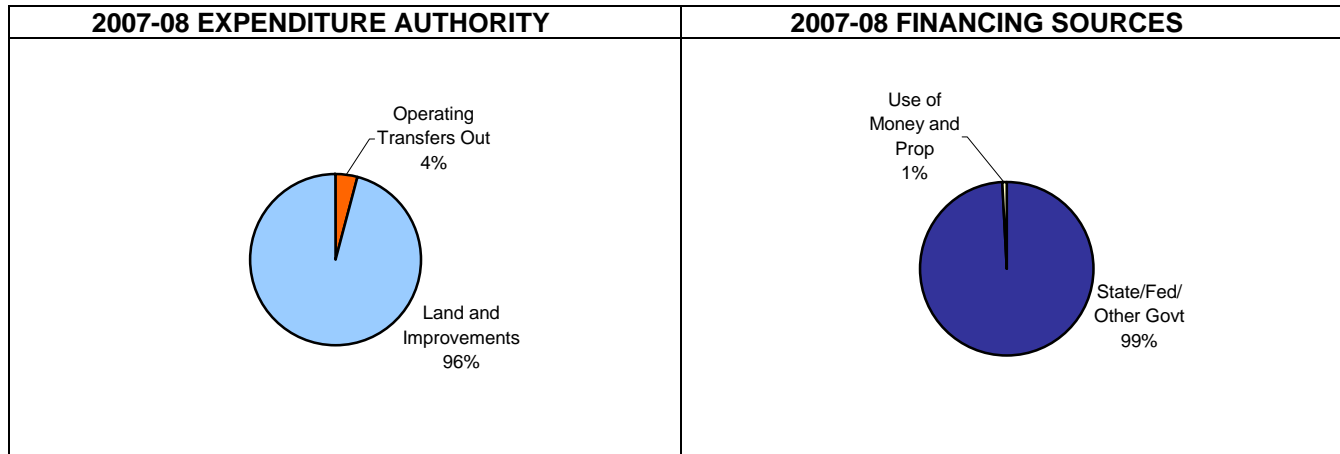 2007-08 EXPENDITURE AUTHORITY
Operating
Transfers Out
4%
Land and
Improvements
96%
2007-08 FINANCING SOURCES
Use of
Money and
Prop
1%
State/Fed/
Other Govt
99%